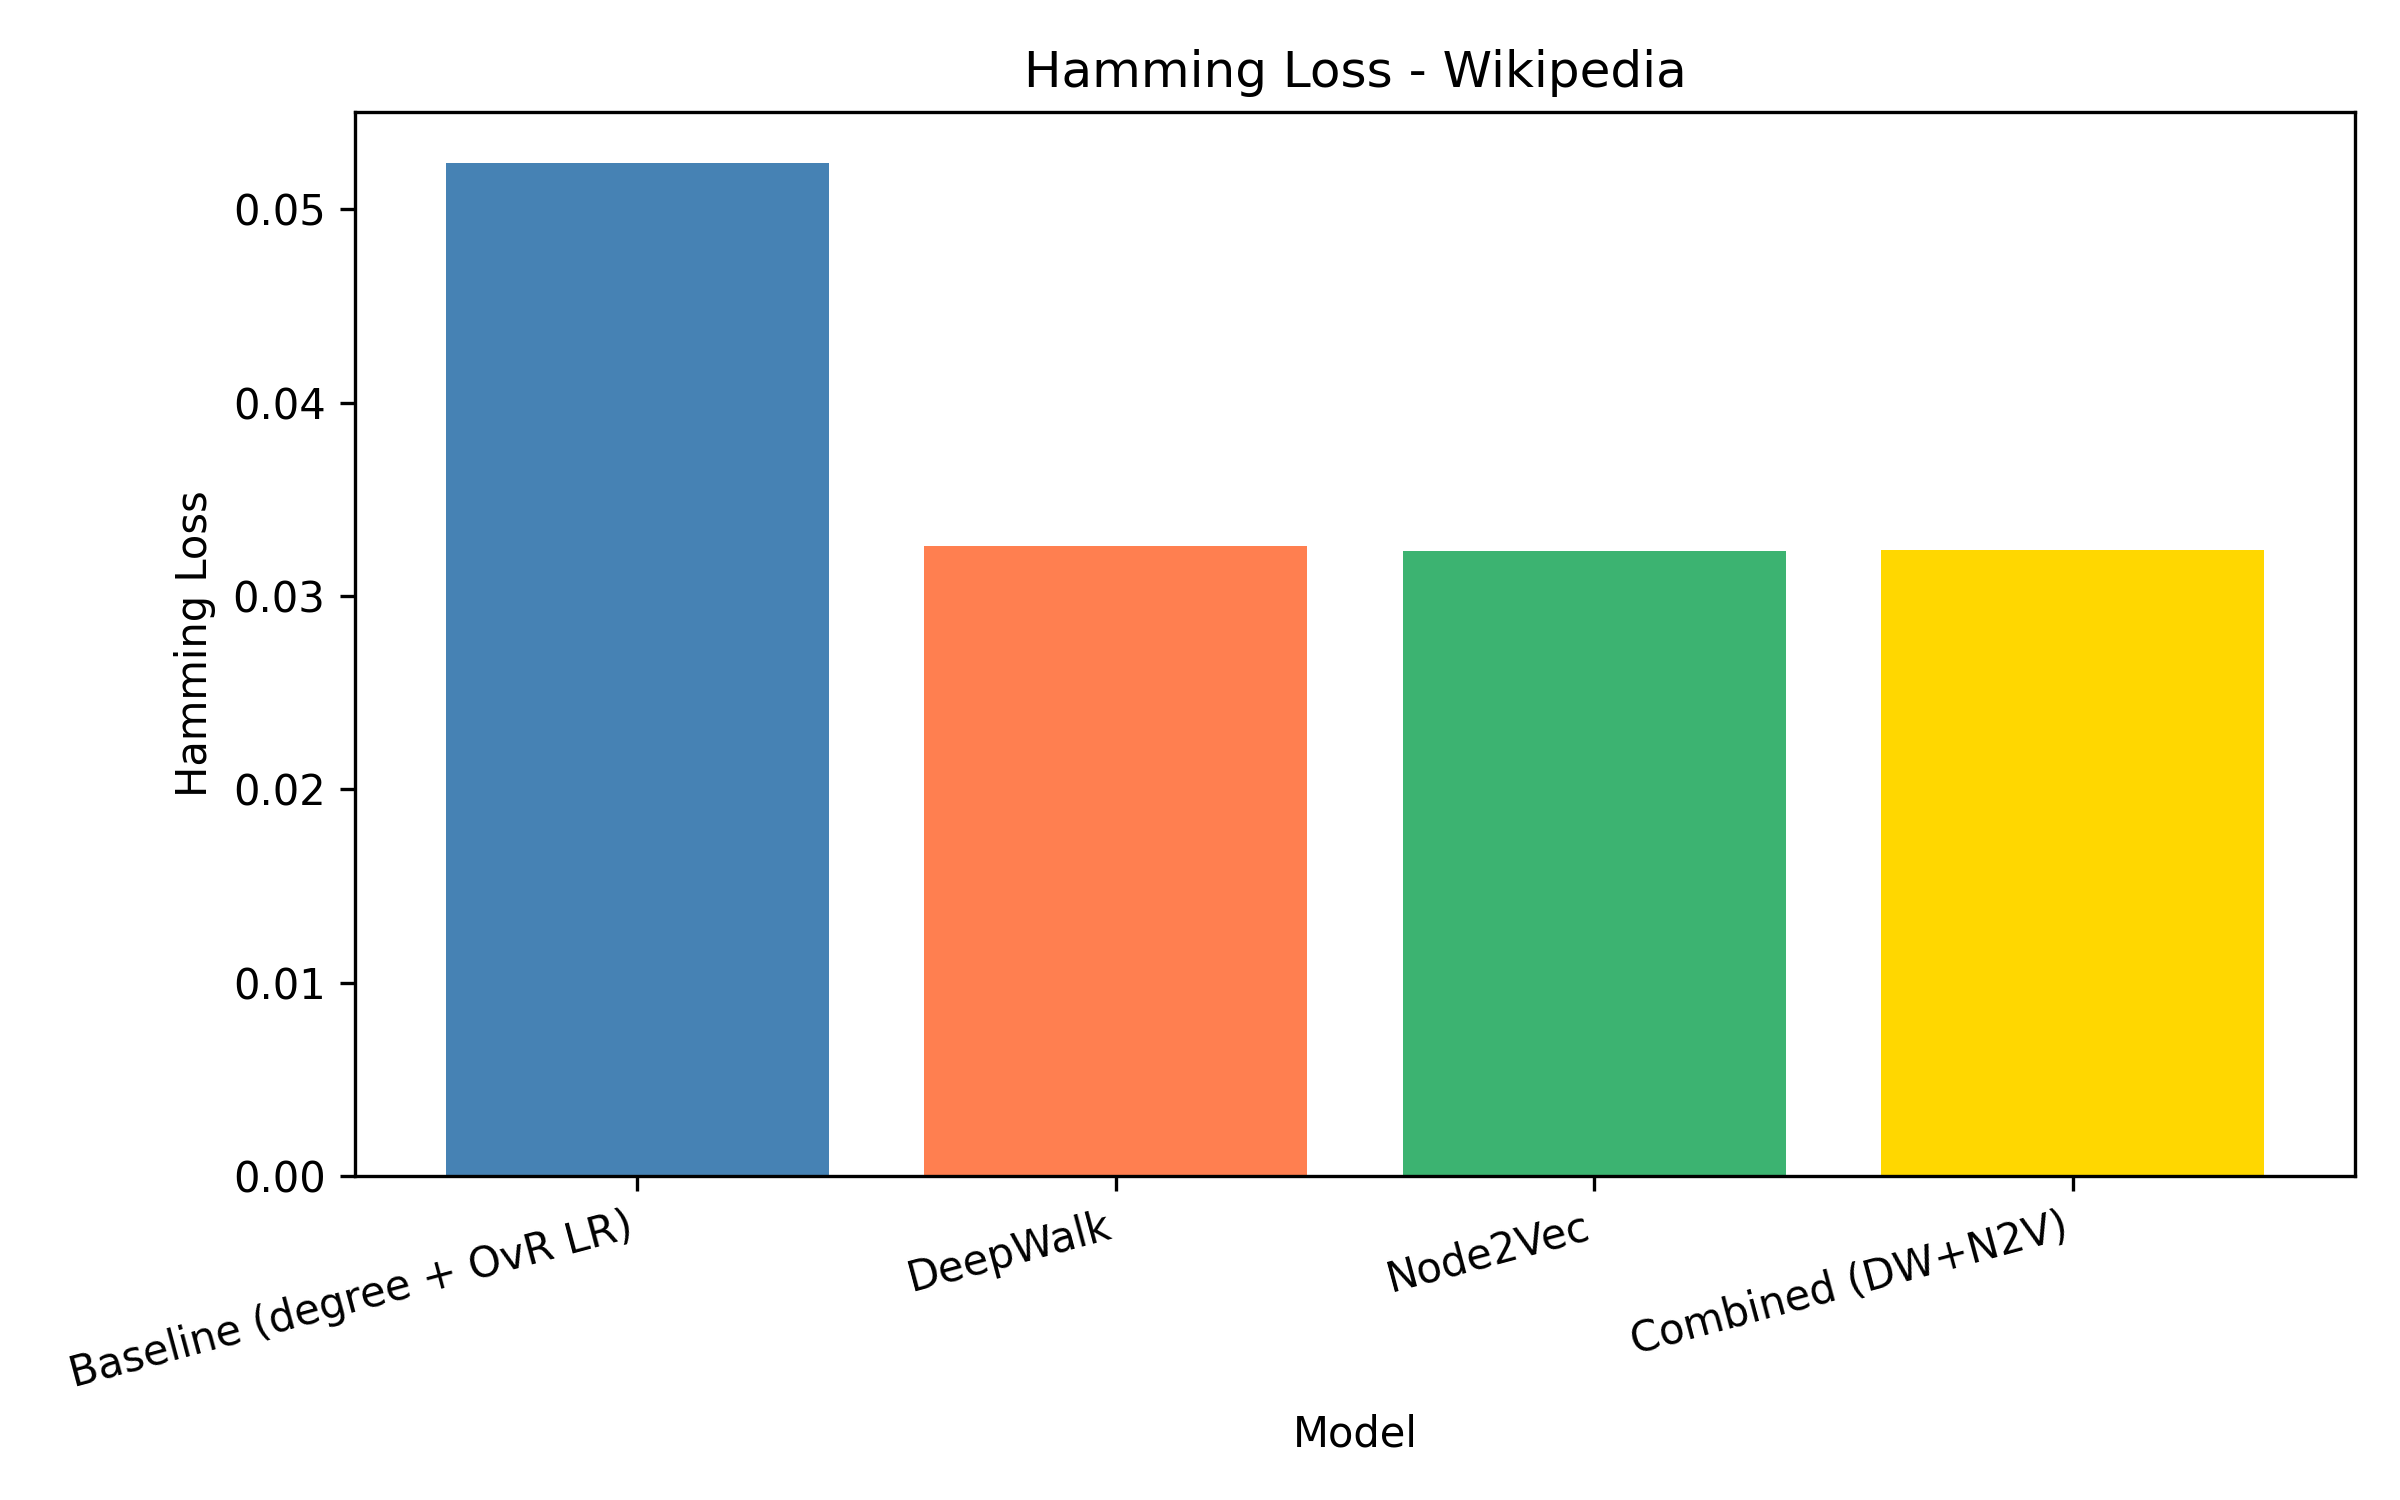 Hamming Loss - Wikipedia
Hamming Loss
0.05
0.04
0.03
0.02
0.01
0.00
Baseline (degree + OvR LR)
DeepWalk
Node2Vec
Combined (DW+N2V)
Model